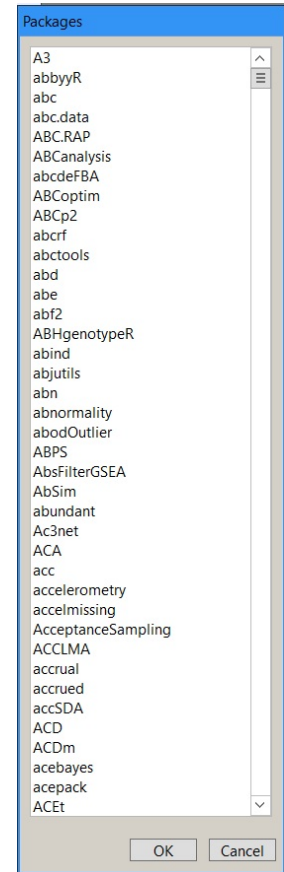 Packages
A3
abbyyR
abc
abc.data
ABC.RAP
ABCanalysis
abcdeFBA
ABCoptim
ABCp2
abcrf
abctools
abd
abe
abf2
ABHgenotypeR
abind
abjutils
abn
abnormality
abodOutlier
ABPS
AbsFilterGSEA
AbSim
abundant
Ac3net
ACA
acc
accelerometry
accelmissing
AcceptanceSampling
ACCLMA
accrual
accrued
accSDA
ACD
ACDm
acebayes
acepack
ACEt
OK Cancel